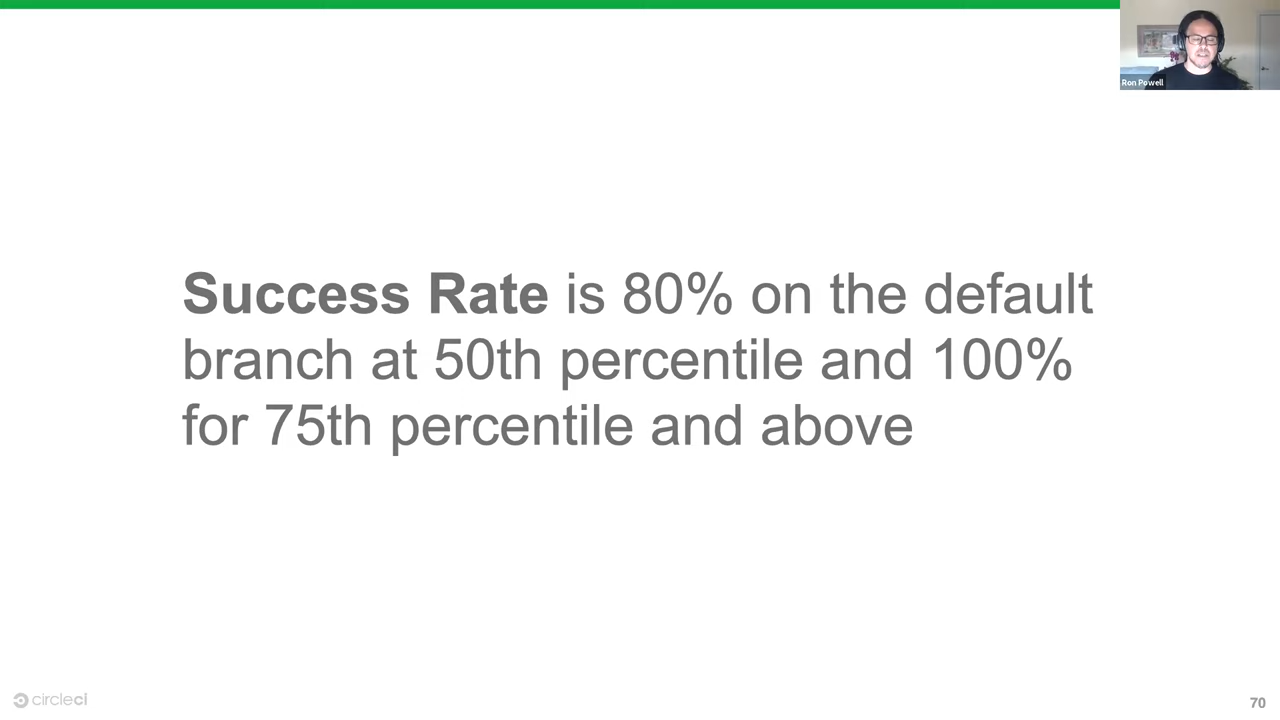 Ron Powell
Success Rate is 80% on the default
branch at 50th percentile and 100%
for 75th percentile and above
circleci
70